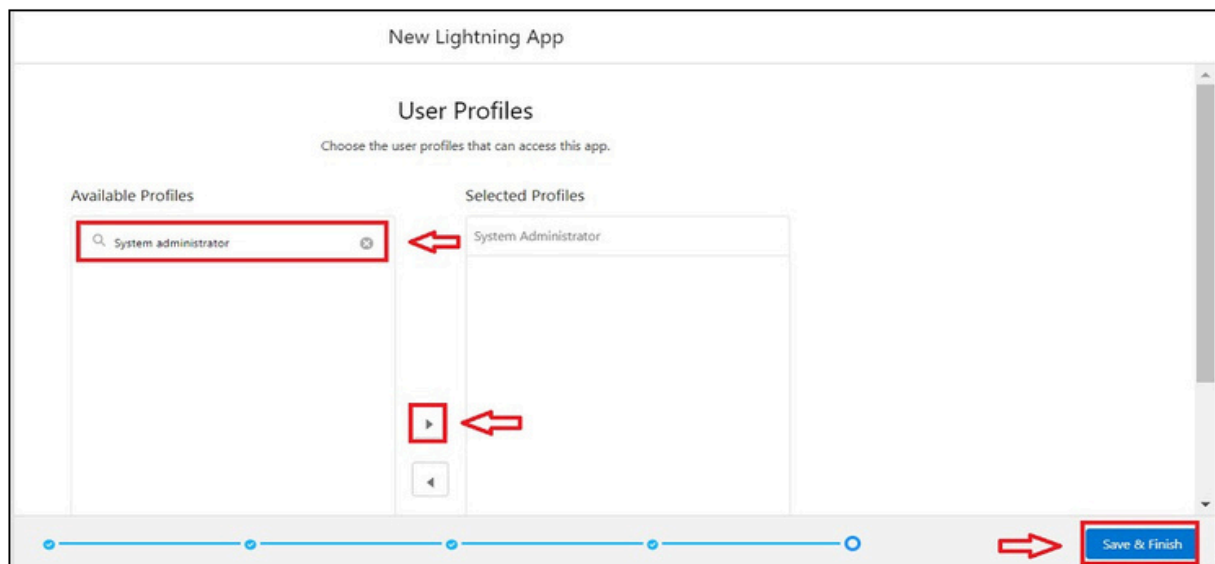 New Lightning App
User Profiles
Choose the user profiles that can access this app.
Available Profiles
Selected Profiles
System administrator
System Administrator
Save & Finish